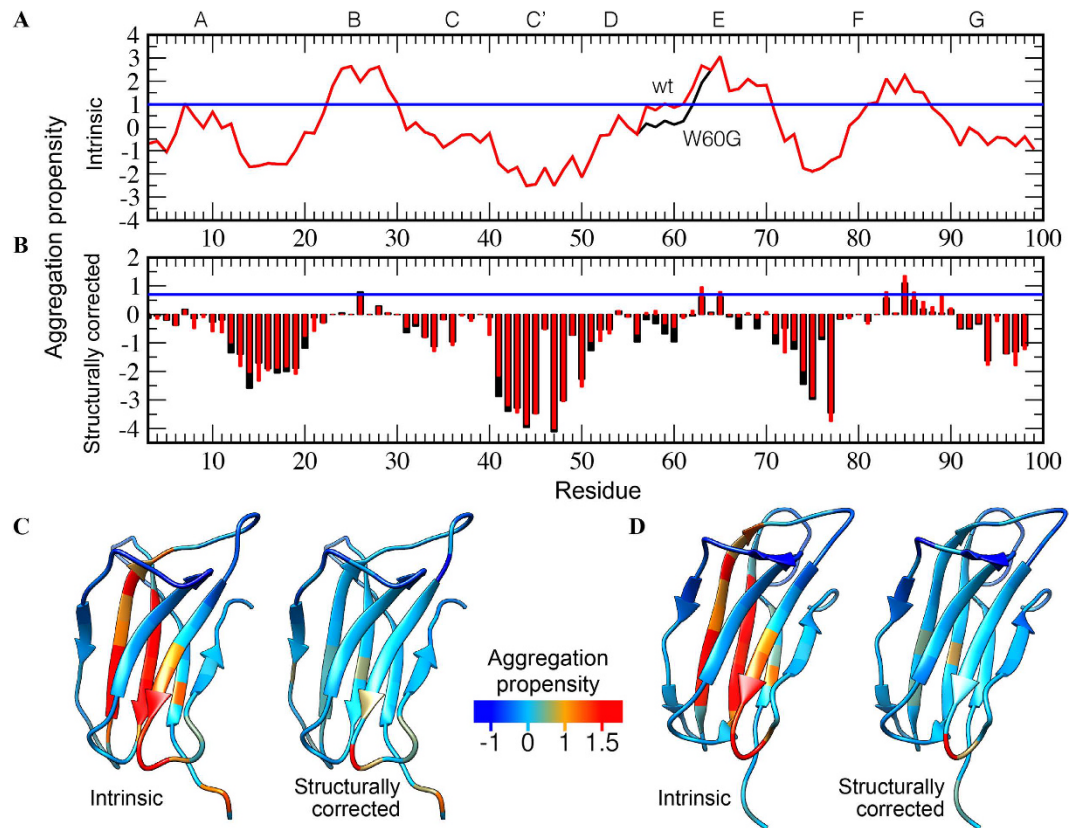 A
A B C C' D E F G
Aggregation propensity
Intrinsic
4
3
2
1
0
-1
-2
-3
-4
wt
W60G
10 20 30 40 50 60 70 80 90 100
B
Structurally corrected
2
1
0
-1
-2
-3
-4
10 20 30 40 50 60 70 80 90 100
Residue
C
D
Intrinsic
Structurally
corrected
Aggregation
propensity
-1 0 1 1.5
Intrinsic
Structurally
corrected